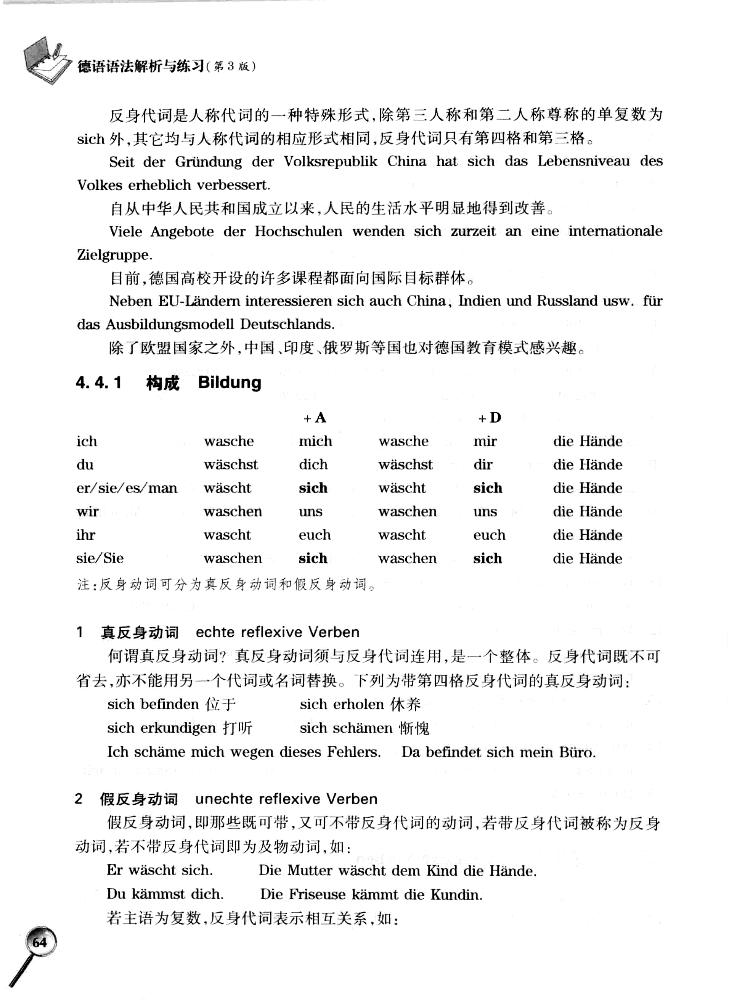 德语语法解析与练习(第3版)
反身代词是人称代词的一种特殊形式,除第三人称和第二人称尊称的单复数为
sich外,其它均与人称代词的相应形式相同,反身代词只有第四格和第三格。
Seit der Gründung der Volksrepublik China hat sich das Lebensniveau des
Volkes erheblich verbessert.
自从中华人民共和国成立以来,人民的生活水平明显地得到改善。
Viele Angebote der Hochschulen wenden sich zurzeit an eine internationale
Zielgruppe.
目前,德国高校开设的许多课程都面向国际目标群体。
Neben EU-Ländern interessieren sich auch China, Indien und Russland usw. für
das Ausbildungsmodell Deutschlands.
除了欧盟国家之外,中国、印度、俄罗斯等国也对德国教育模式感兴趣。
4.4.1 构成 Bildung
+A +D
ich wasche mich wasche mir die Hände
du wäschst dich wäschst dir die Hände
er/sie/es/man wäscht sich wäscht sich die Hände
wir waschen uns waschen uns die Hände
ihr wascht euch wascht euch die Hände
sie/Sie waschen sich waschen sich die Hände
注:反身动词可分为真反身动词和假反身动词。
1 真反身动词 echte reflexive Verben
何谓真反身动词?真反身动词须与反身代词连用,是一个整体。反身代词既不可
省去,亦不能用另一个代词或名词替换。下列为带第四格反身代词的真反身动词:
sich befinden 位于 sich erholen 休养
sich erkundigen 打听 sich schämen 惭愧
Ich schäme mich wegen dieses Fehlers. Da befindet sich mein Büro.
2 假反身动词 unechte reflexive Verben
假反身动词,即那些既可带,又可不带反身代词的动词,若带反身代词被称为反身
动词,若不带反身代词即为及物动词,如:
Er wäscht sich. Die Mutter wäscht dem Kind die Hände.
Du kämmst dich. Die Friseuse kämmt die Kundin.
若主语为复数,反身代词表示相互关系,如:
64